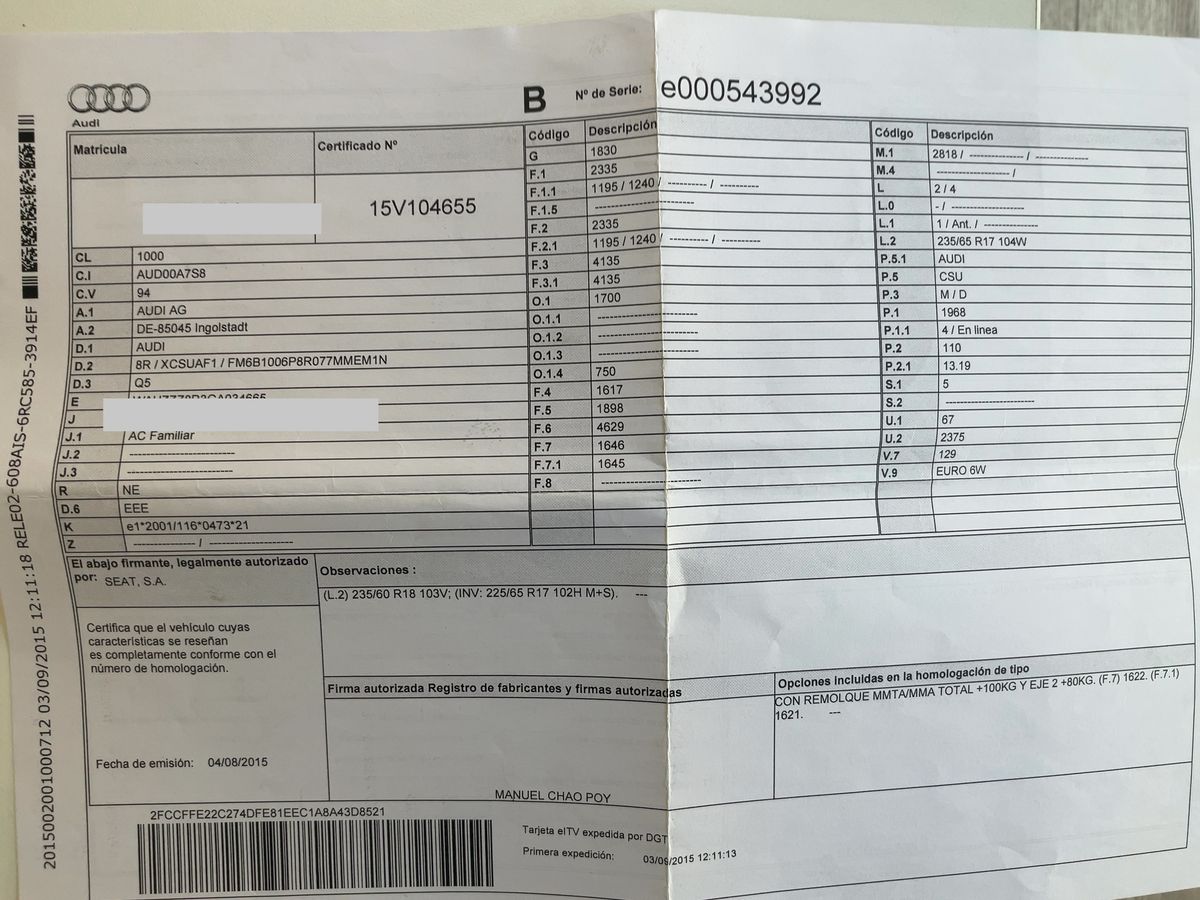 Audi
B Nº de Serie: e000543992
Matricula
Certificado Nº
15V104655
CL 1000
C.I AUD00A7S8
C.V 94
A.1 AUDI AG
A.2 DE-85045 Ingolstadt
D.1 AUDI
D.2 8R / XCSUAF1 / FM6B1006P8R077MMEM1N
D.3 Q5
E
J
J.1 AC Familiar
J.2 --------------------------
J.3 --------------------------
R NE
D.6 EEE
K e1*2001/116*0473*21
Z --------------- / ---------------------
Código Descripción
G 1830
F.1 2335
F.1.1 1195 / 1240 / ---------- / ----------
F.1.5 -------------------------
F.2 2335
F.2.1 1195 / 1240 / ---------- / ----------
F.3 4135
F.3.1 4135
O.1 1700
O.1.1 --------------------------
O.1.2 --------------------------
O.1.3 --------------------------
O.1.4 750
F.4 1617
F.5 1898
F.6 4629
F.7 1646
F.7.1 1645
F.8 --------------------------
Código Descripción
M.1 2818 / -------------- / --------------
M.4 ------------------- /
L 2 / 4
L.0 - / -------------------
L.1 1 / Ant. / --------------
L.2 235/65 R17 104W
P.5.1 AUDI
P.5 CSU
P.3 M / D
P.1 1968
P.1.1 4 / En linea
P.2 110
P.2.1 13.19
S.1 5
S.2 -----------------------
U.1 67
U.2 2375
V.7 129
V.9 EURO 6W
El abajo firmante, legalmente autorizado
por: SEAT, S.A.
Certifica que el vehículo cuyas
características se reseñan
es completamente conforme con el
número de homologación.
Fecha de emisión: 04/08/2015
Observaciones :
(L.2) 235/60 R18 103V; (INV: 225/65 R17 102H M+S). ---
Firma autorizada Registro de fabricantes y firmas autorizadas
MANUEL CHAO POY
Opciones incluidas en la homologación de tipo
CON REMOLQUE MMTA/MMA TOTAL +100KG Y EJE 2 +80KG. (F.7) 1622. (F.7.1)
1621. ---
2FCCFFE22C274DFE81EEC1A8A43D8521
Tarjeta eITV expedida por DGT
Primera expedición: 03/09/2015 12:11:13
2015002001000712 03/09/2015 12:11:18 RELE02-608AIS-6RC585-3914EF